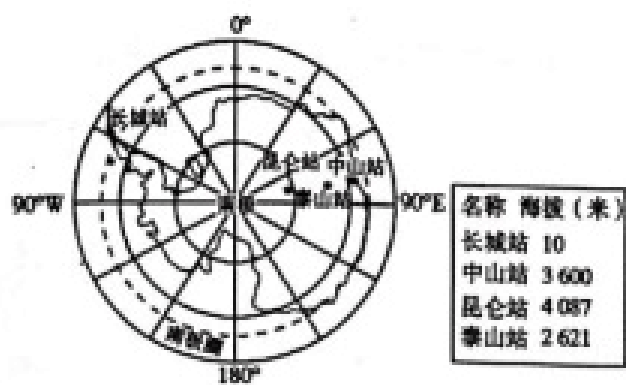 0°
长城站
昆仑站 中山站
泰山站
90°W
90°E
南极圈
180°
名称 海拔（米）
长城站 10
中山站 3 600
昆仑站 4 087
泰山站 2 621